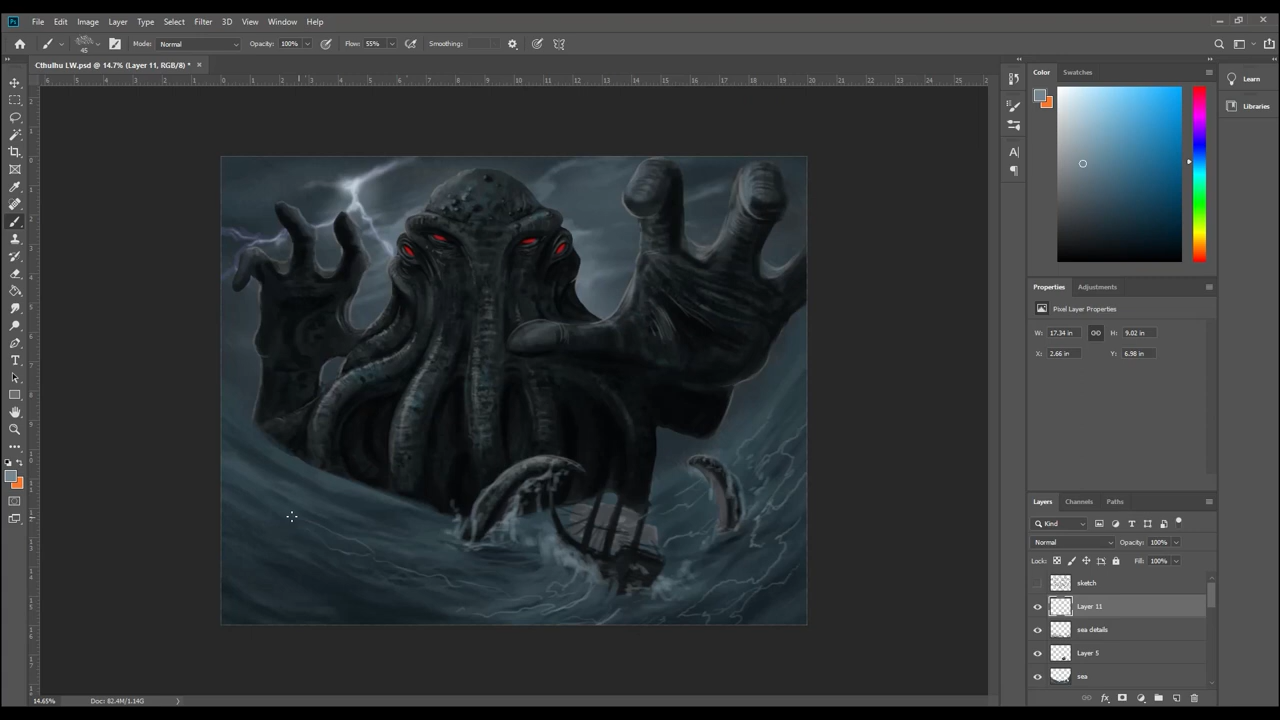 Ps File Edit Image Layer Type Select Filter 3D View Window Help
45 Mode: Normal Opacity: 100% Flow: 55% Smoothing:
Cthulhu LW.psd @ 14.7% (Layer 11, RGB/8) *
Color Swatches
Learn
Libraries
Properties Adjustments
Pixel Layer Properties
W: 17.34 in H: 9.02 in
X: 2.66 in Y: 6.98 in
Layers Channels Paths
Kind
Normal Opacity: 100%
Lock: Fill: 100%
sketch
Layer 11
sea details
Layer 5
sea
14.65% Doc: 82.4M/1.14G